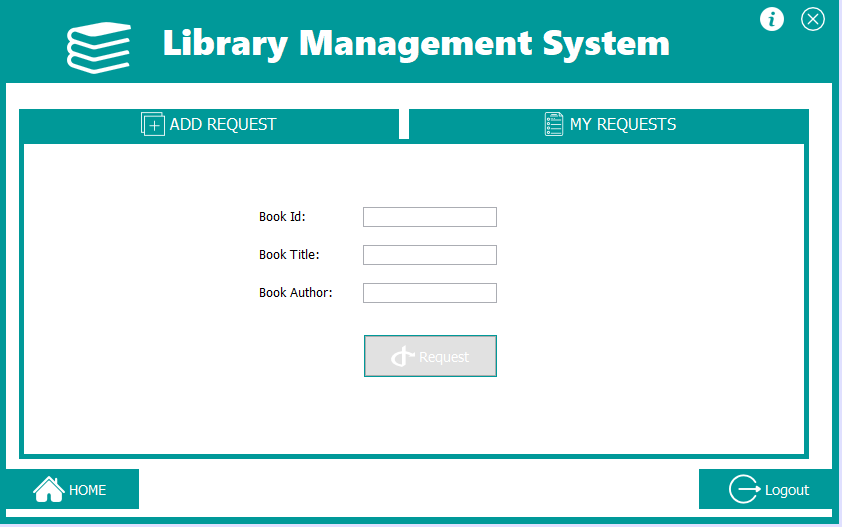 Library Management System
ADD REQUEST
MY REQUESTS
Book Id:
Book Title:
Book Author:
Request
HOME
Logout